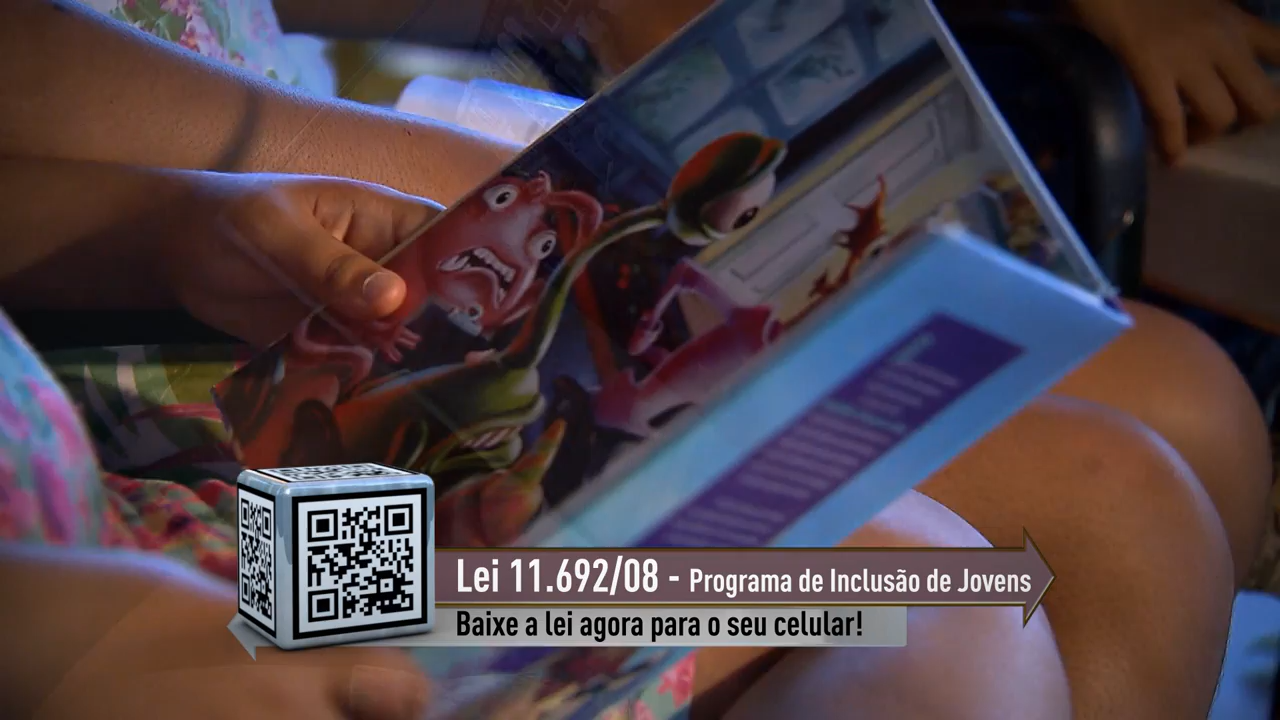 Lei 11.692/08 - Programa de Inclusão de Jovens
Baixe a lei agora para o seu celular!